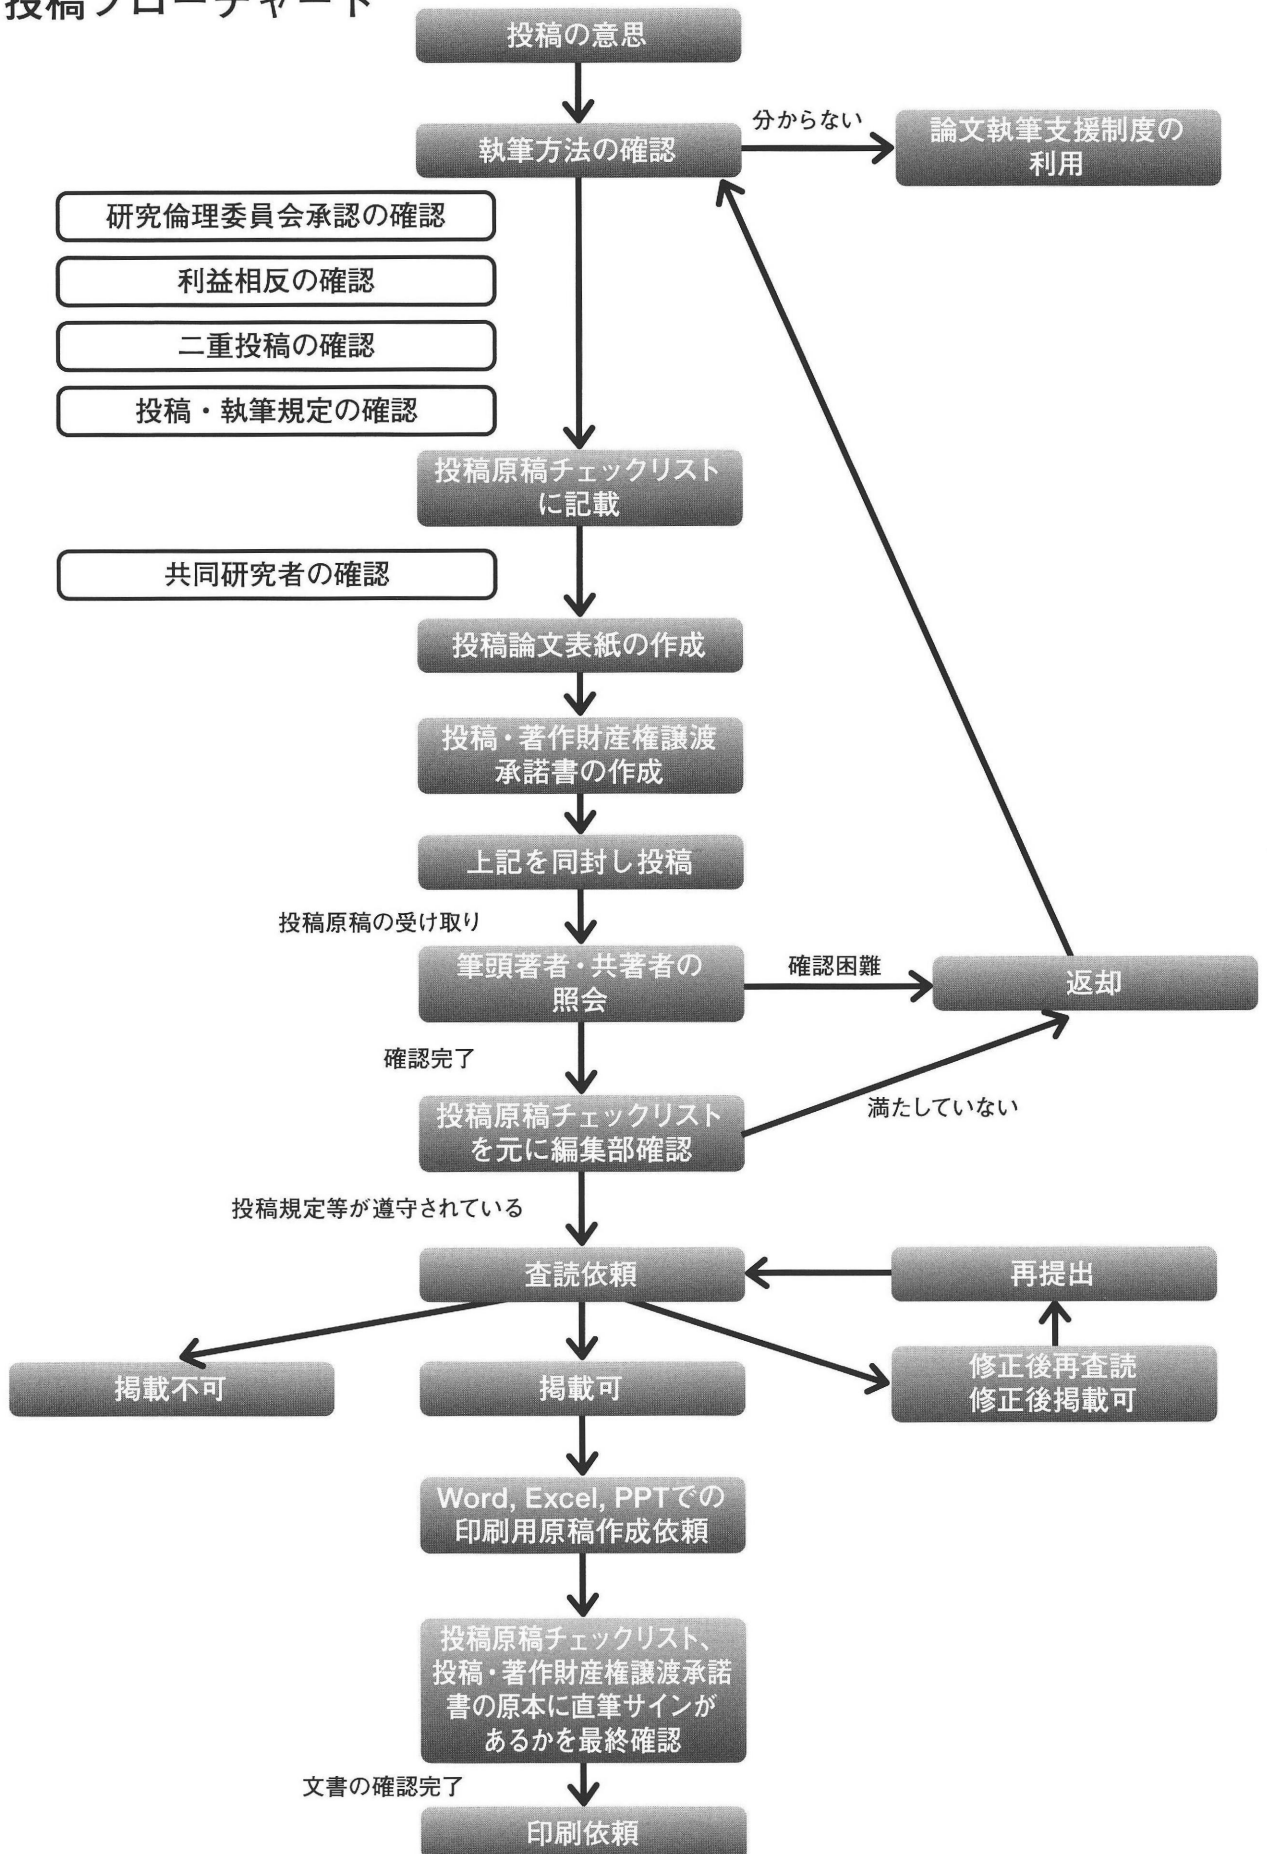 投稿フローチャート
投稿の意思
執筆方法の確認
分からない
論文執筆支援制度の
利用
研究倫理委員会承認の確認
利益相反の確認
二重投稿の確認
投稿・執筆規定の確認
投稿原稿チェックリスト
に記載
共同研究者の確認
投稿論文表紙の作成
投稿・著作財産権譲渡
承諾書の作成
上記を同封し投稿
投稿原稿の受け取り
筆頭著者・共著者の
照会
確認困難
返却
確認完了
投稿原稿チェックリスト
を元に編集部確認
満たしていない
投稿規定等が遵守されている
査読依頼
再提出
掲載不可
掲載可
修正後再査読
修正後掲載可
Word, Excel, PPTでの
印刷用原稿作成依頼
投稿原稿チェックリスト、
投稿・著作財産権譲渡承諾
書の原本に直筆サインが
あるかを最終確認
文書の確認完了
印刷依頼